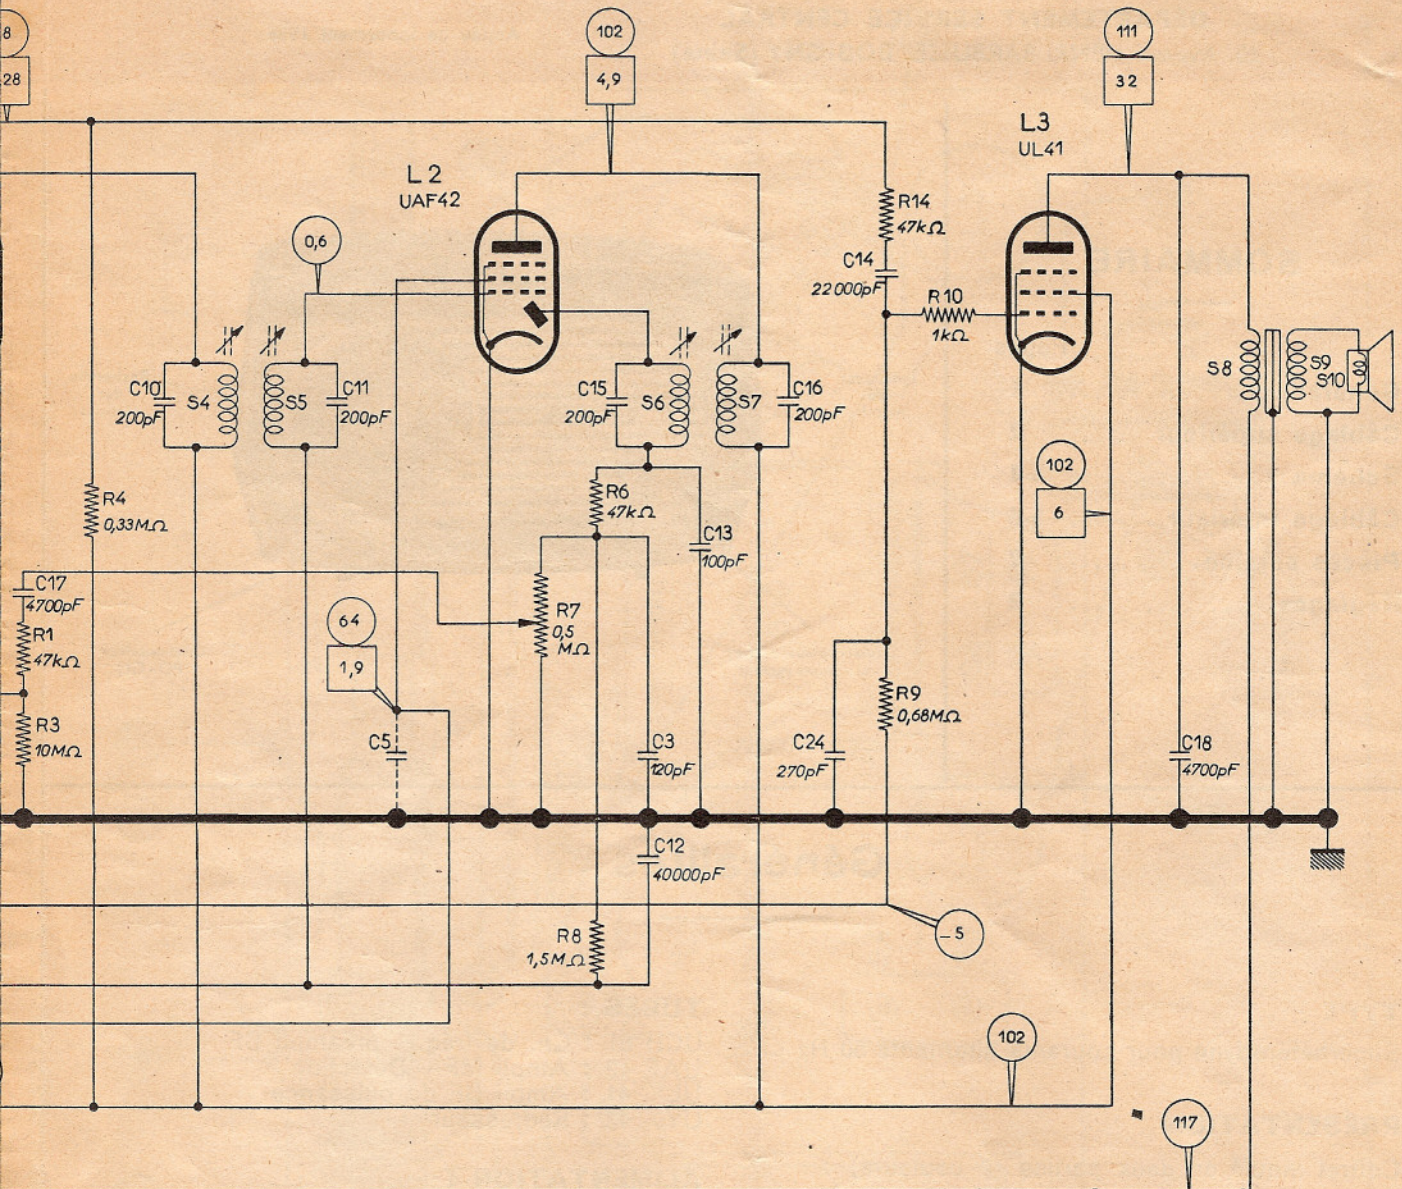 8
28
102
4,9
111
32
L3
UL41
L2
UAF42
R14
47kΩ
0,6
C14
22000pF
R10
1kΩ
C10
200pF
S4
S5
C11
200pF
C15
200pF
S6
S7
C16
200pF
S8
S9
S10
102
6
R4
0,33MΩ
R6
47kΩ
C13
100pF
C17
4700pF
R1
47kΩ
64
1,9
R7
0,5
MΩ
R9
0,68MΩ
R3
10MΩ
C5
C3
120pF
C24
270pF
C18
4700pF
C12
40000pF
R8
1,5MΩ
–5
102
117